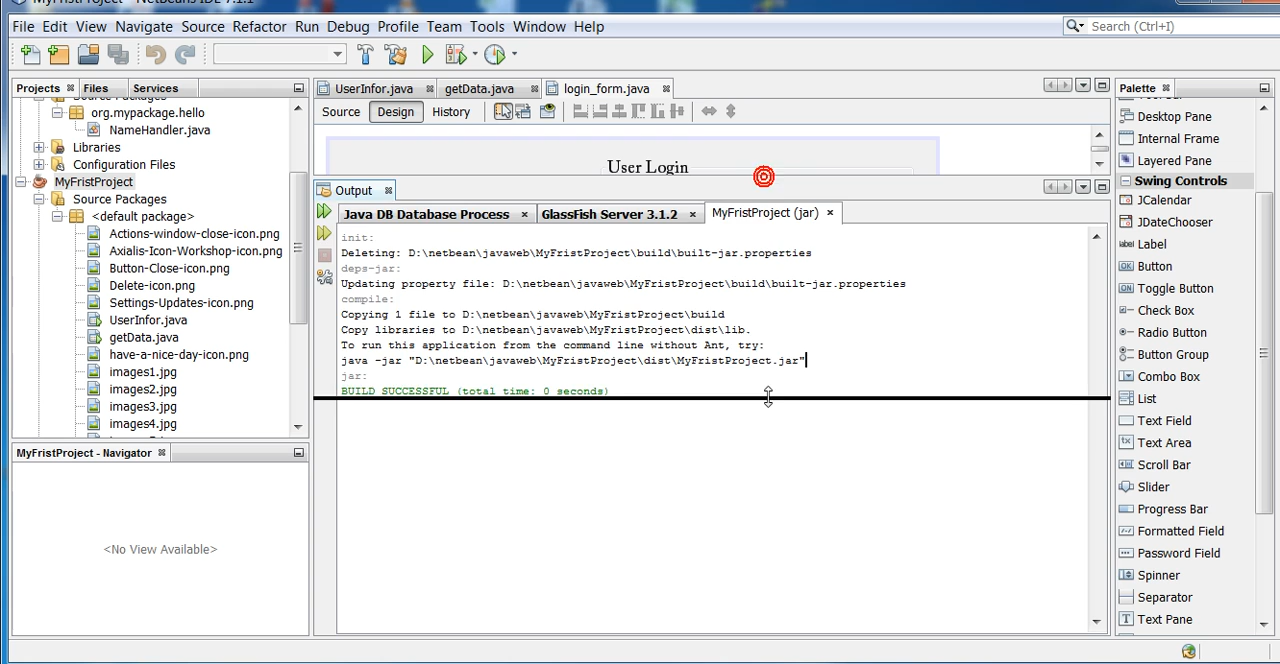 MyFristProject - NetBeans IDE 7.1.1
File Edit View Navigate Source Refactor Run Debug Profile Team Tools Window Help
Search (Ctrl+I)
Projects Files Services
org.mypackage.hello
NameHandler.java
Libraries
Configuration Files
MyFristProject
Source Packages
<default package>
Actions-window-close-icon.png
Axialis-Icon-Workshop-icon.png
Button-Close-icon.png
Delete-icon.png
Settings-Updates-icon.png
UserInfor.java
getData.java
have-a-nice-day-icon.png
images1.jpg
images2.jpg
images3.jpg
images4.jpg
MyFristProject - Navigator
<No View Available>
UserInfor.java getData.java login_form.java
Source Design History
User Login
Output
Java DB Database Process GlassFish Server 3.1.2 MyFristProject (jar)
init:
Deleting: D:\netbean\javaweb\MyFristProject\build\built-jar.properties
deps-jar:
Updating property file: D:\netbean\javaweb\MyFristProject\build\built-jar.properties
compile:
Copying 1 file to D:\netbean\javaweb\MyFristProject\build
Copy libraries to D:\netbean\javaweb\MyFristProject\dist\lib.
To run this application from the command line without Ant, try:
java -jar "D:\netbean\javaweb\MyFristProject\dist\MyFristProject.jar"
jar:
BUILD SUCCESSFUL (total time: 0 seconds)
Palette
Desktop Pane
Internal Frame
Layered Pane
Swing Controls
JCalendar
JDateChooser
label Label
OK Button
ON Toggle Button
Check Box
Radio Button
Button Group
Combo Box
List
Text Field
Text Area
Scroll Bar
Slider
Progress Bar
Formatted Field
Password Field
Spinner
Separator
Text Pane